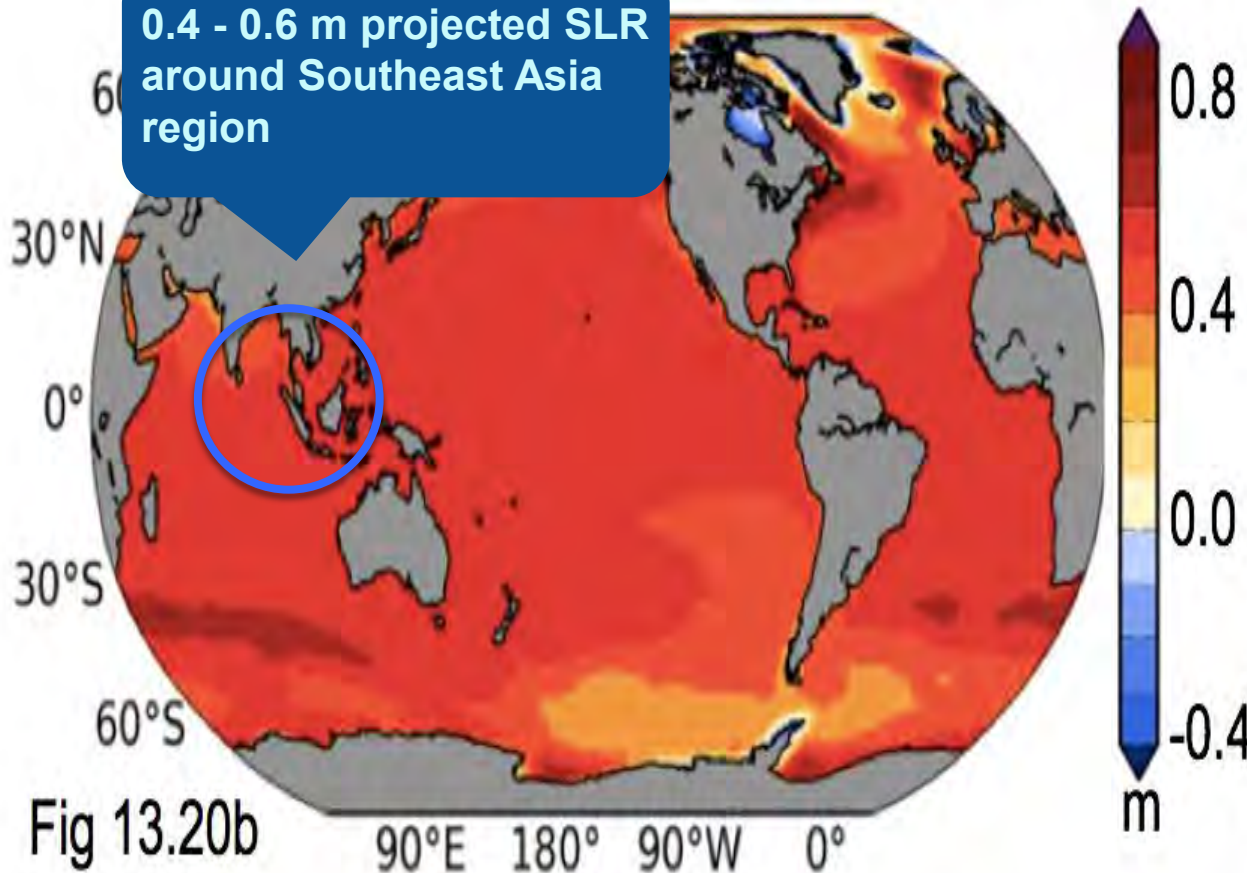 0.4 - 0.6 m projected SLR
around Southeast Asia
region
0.8
30°N
0.4
0°
0.0
30°S
60°S
-0.4
m
Fig 13.20b
90°E 180° 90°W 0°